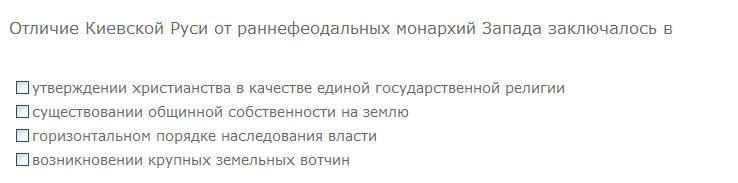 Отличие Киевской Руси от раннефеодальных монархий Запада заключалось в
утверждении христианства в качестве единой государственной религии
существовании общинной собственности на землю
горизонтальном порядке наследования власти
возникновении крупных земельных вотчин